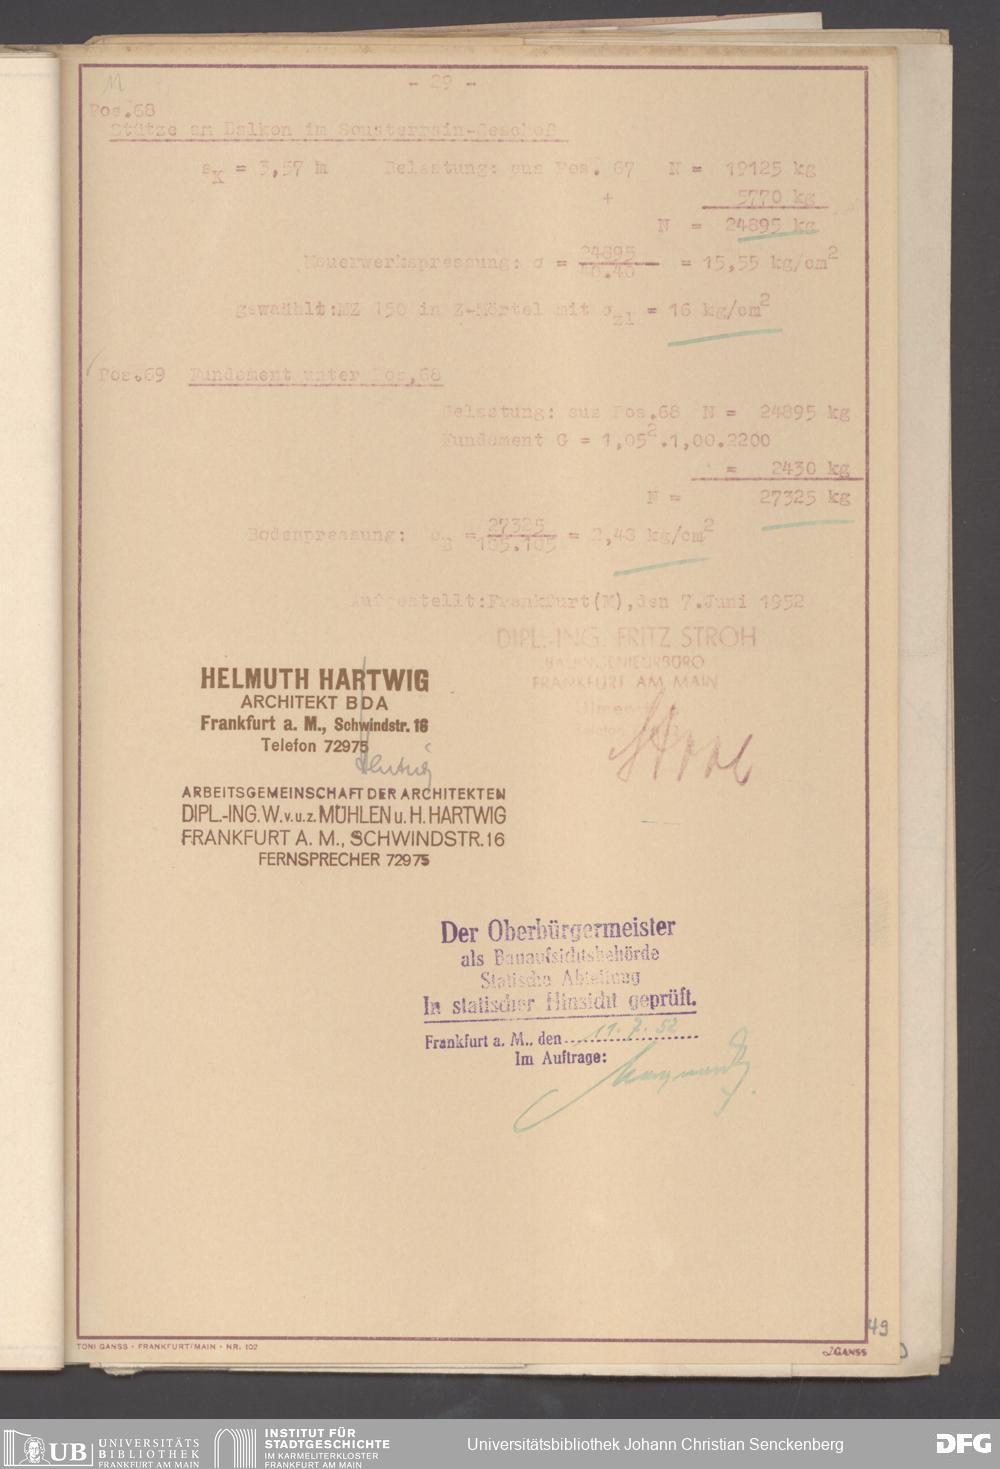 - 29 -
Pos.68
Stütze am Balkon im Sousterrain-Geschoß
sK = 3,57 m Belastung: aus Pos. 67 N = 19125 kg
+ 5770 kg
N = 24895 kg
Mauerwerkspressung: σ = 24895 / 40.40 = 15,55 kg/cm2
gewählt:MZ 150 in Z-Mörtel mit σzl = 16 kg/cm2
Pos.69 Fundament unter Pos,68
Belastung: aus Pos.68 N = 24895 kg
Fundament G = 1,052.1,00.2200
= 2430 kg
N = 27325 kg
Bodenpressung: σB = 27325 / 105.105 = 2,48 kg/cm2
Aufgestellt:Frankfurt(M),den 7.Juni 1952
DIPL.-ING. FRITZ STROH
BAUINGENIEURBÜRO
FRANKFURT AM MAIN
HELMUTH HARTWIG
ARCHITEKT BDA
Frankfurt a. M., Schwindstr. 16
Telefon 72975
Hartwig
ARBEITSGEMEINSCHAFT DER ARCHITEKTEN
DIPL.-ING. W. v.u.z. MÜHLEN u. H. HARTWIG
FRANKFURT A. M., SCHWINDSTR. 16
FERNSPRECHER 72975
Der Oberbürgermeister
als Bauaufsichtsbehörde
Statische Abteilung
In statischer Hinsicht geprüft.
Frankfurt a. M., den 11. 7. 52
Im Auftrage:
49
TONI GANSS · FRANKFURT/MAIN · NR. 102
GANSS
UB UNIVERSITÄTS
BIBLIOTHEK
FRANKFURT AM MAIN
INSTITUT FÜR
STADTGESCHICHTE
IM KARMELITERKLOSTER
FRANKFURT AM MAIN
Universitätsbibliothek Johann Christian Senckenberg
DFG